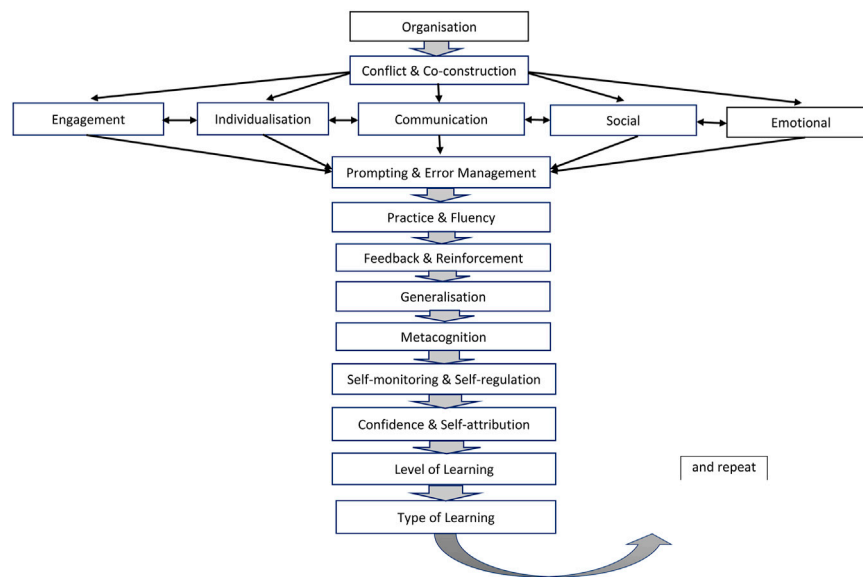 Organisation
Conflict & Co-construction
Engagement
Individualisation
Communication
Social
Emotional
Prompting & Error Management
Practice & Fluency
Feedback & Reinforcement
Generalisation
Metacognition
Self-monitoring & Self-regulation
Confidence & Self-attribution
Level of Learning
and repeat
Type of Learning